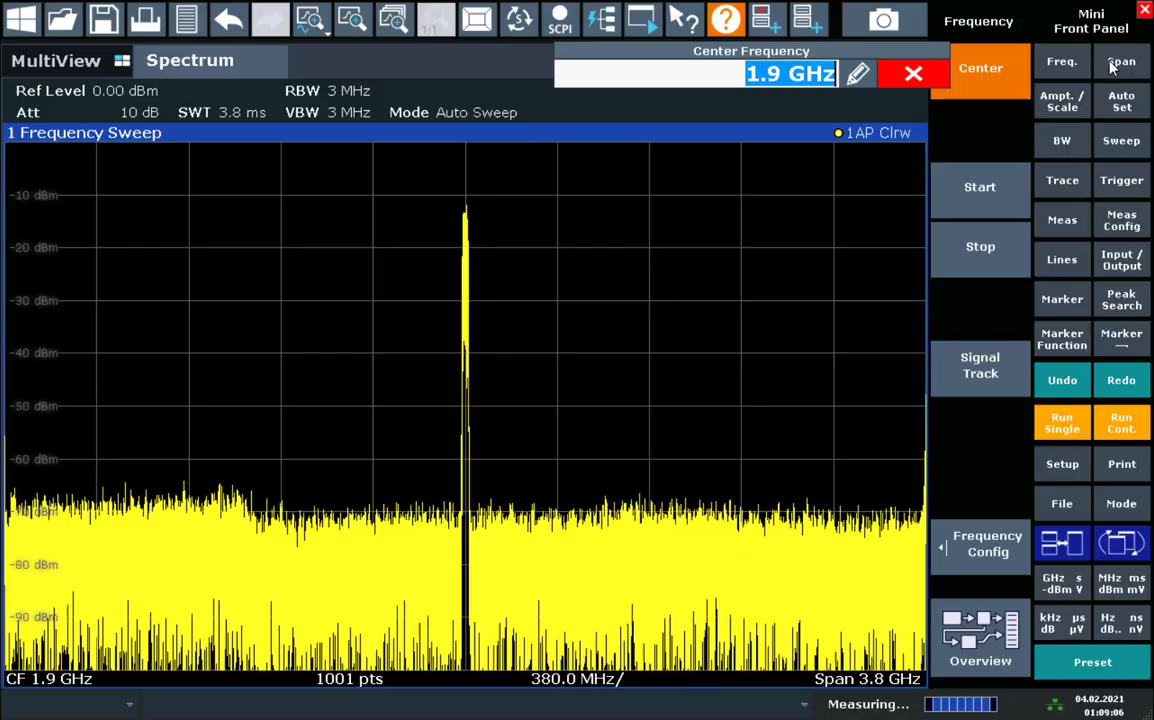 SCPI
1:1
Frequency
Mini
Front Panel
MultiView
Spectrum
Center Frequency
1.9 GHz
Center
Freq.
Span
Ref Level 0.00 dBm
RBW 3 MHz
Att 10 dB SWT 3.8 ms VBW 3 MHz Mode Auto Sweep
Ampt. /
Scale
Auto
Set
1 Frequency Sweep
1AP Clrw
BW
Sweep
-10 dBm
-20 dBm
-30 dBm
-40 dBm
-50 dBm
-60 dBm
-70 dBm
-80 dBm
-90 dBm
Start
Stop
Signal
Track
Frequency
Config
Overview
Trace
Trigger
Meas
Meas
Config
Lines
Input /
Output
Marker
Peak
Search
Marker
Function
Marker
Undo
Redo
Run
Single
Run
Cont.
Setup
Print
File
Mode
GHz s
-dBm V
MHz ms
dBm mV
kHz µs
dB µV
Hz ns
dB.. nV
Preset
CF 1.9 GHz
1001 pts
380.0 MHz/
Span 3.8 GHz
Measuring...
04.02.2021
01:09:06